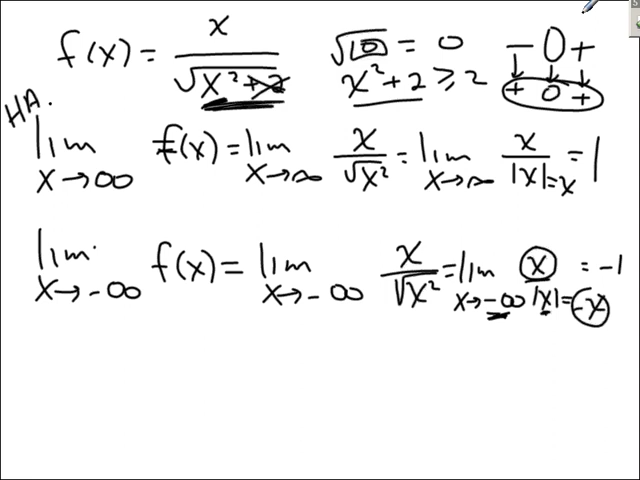 f(x) = x / √(x²+2)   √0 = 0   − 0 +
x²+2 ≥ 2   + 0 +
HA.
lim x→∞ f(x) = lim x→∞ x/√x² = lim x→∞ x/|x|=x = 1
lim x→-∞ f(x) = lim x→-∞ x/√x² = lim x→-∞ x/|x|=-x = -1